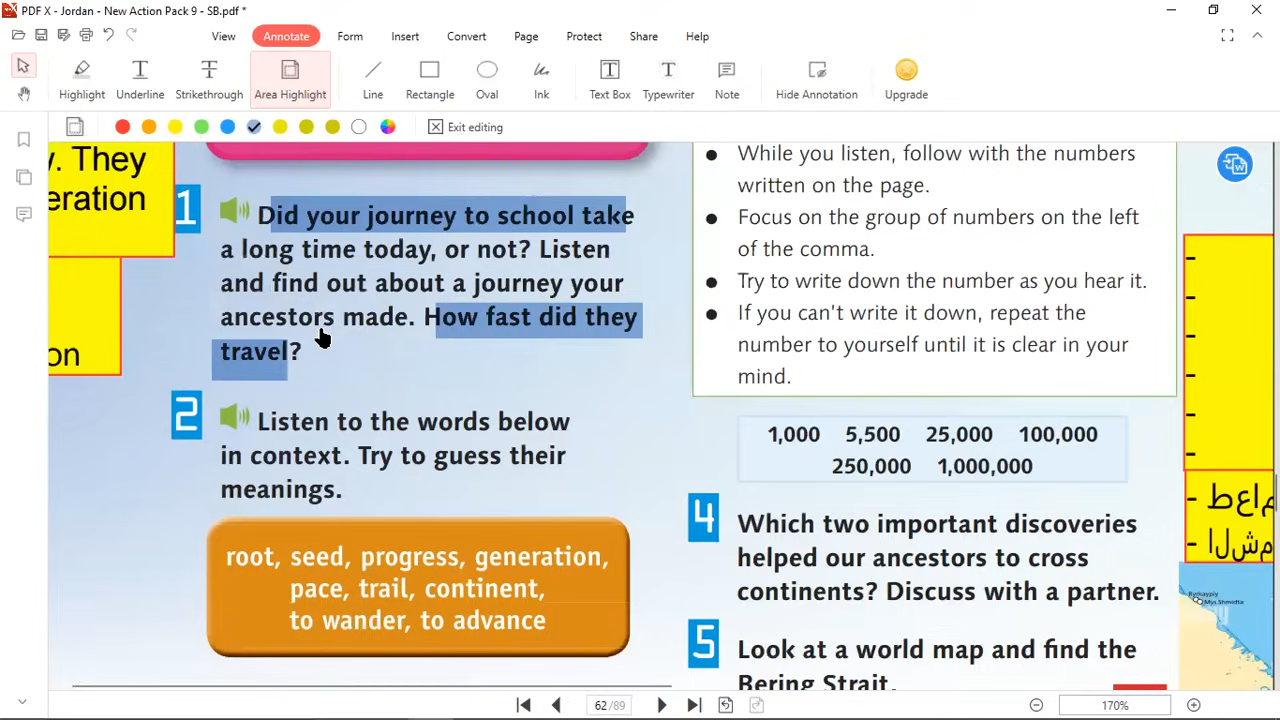 PDF X - Jordan - New Action Pack 9 - SB.pdf *
View Annotate Form Insert Convert Page Protect Share Help
Highlight Underline Strikethrough Area Highlight Line Rectangle Oval Ink Text Box Typewriter Note Hide Annotation Upgrade
Exit editing
. They
eration
on
1 Did your journey to school take
a long time today, or not? Listen
and find out about a journey your
ancestors made. How fast did they
travel?
2 Listen to the words below
in context. Try to guess their
meanings.
root, seed, progress, generation,
pace, trail, continent,
to wander, to advance
● While you listen, follow with the numbers
written on the page.
● Focus on the group of numbers on the left
of the comma.
● Try to write down the number as you hear it.
● If you can't write it down, repeat the
number to yourself until it is clear in your
mind.
1,000 5,500 25,000 100,000
250,000 1,000,000
4 Which two important discoveries
helped our ancestors to cross
continents? Discuss with a partner.
5 Look at a world map and find the
Bering Strait.
-
-
-
-
-
Mys Shmidta
62 /89
170%